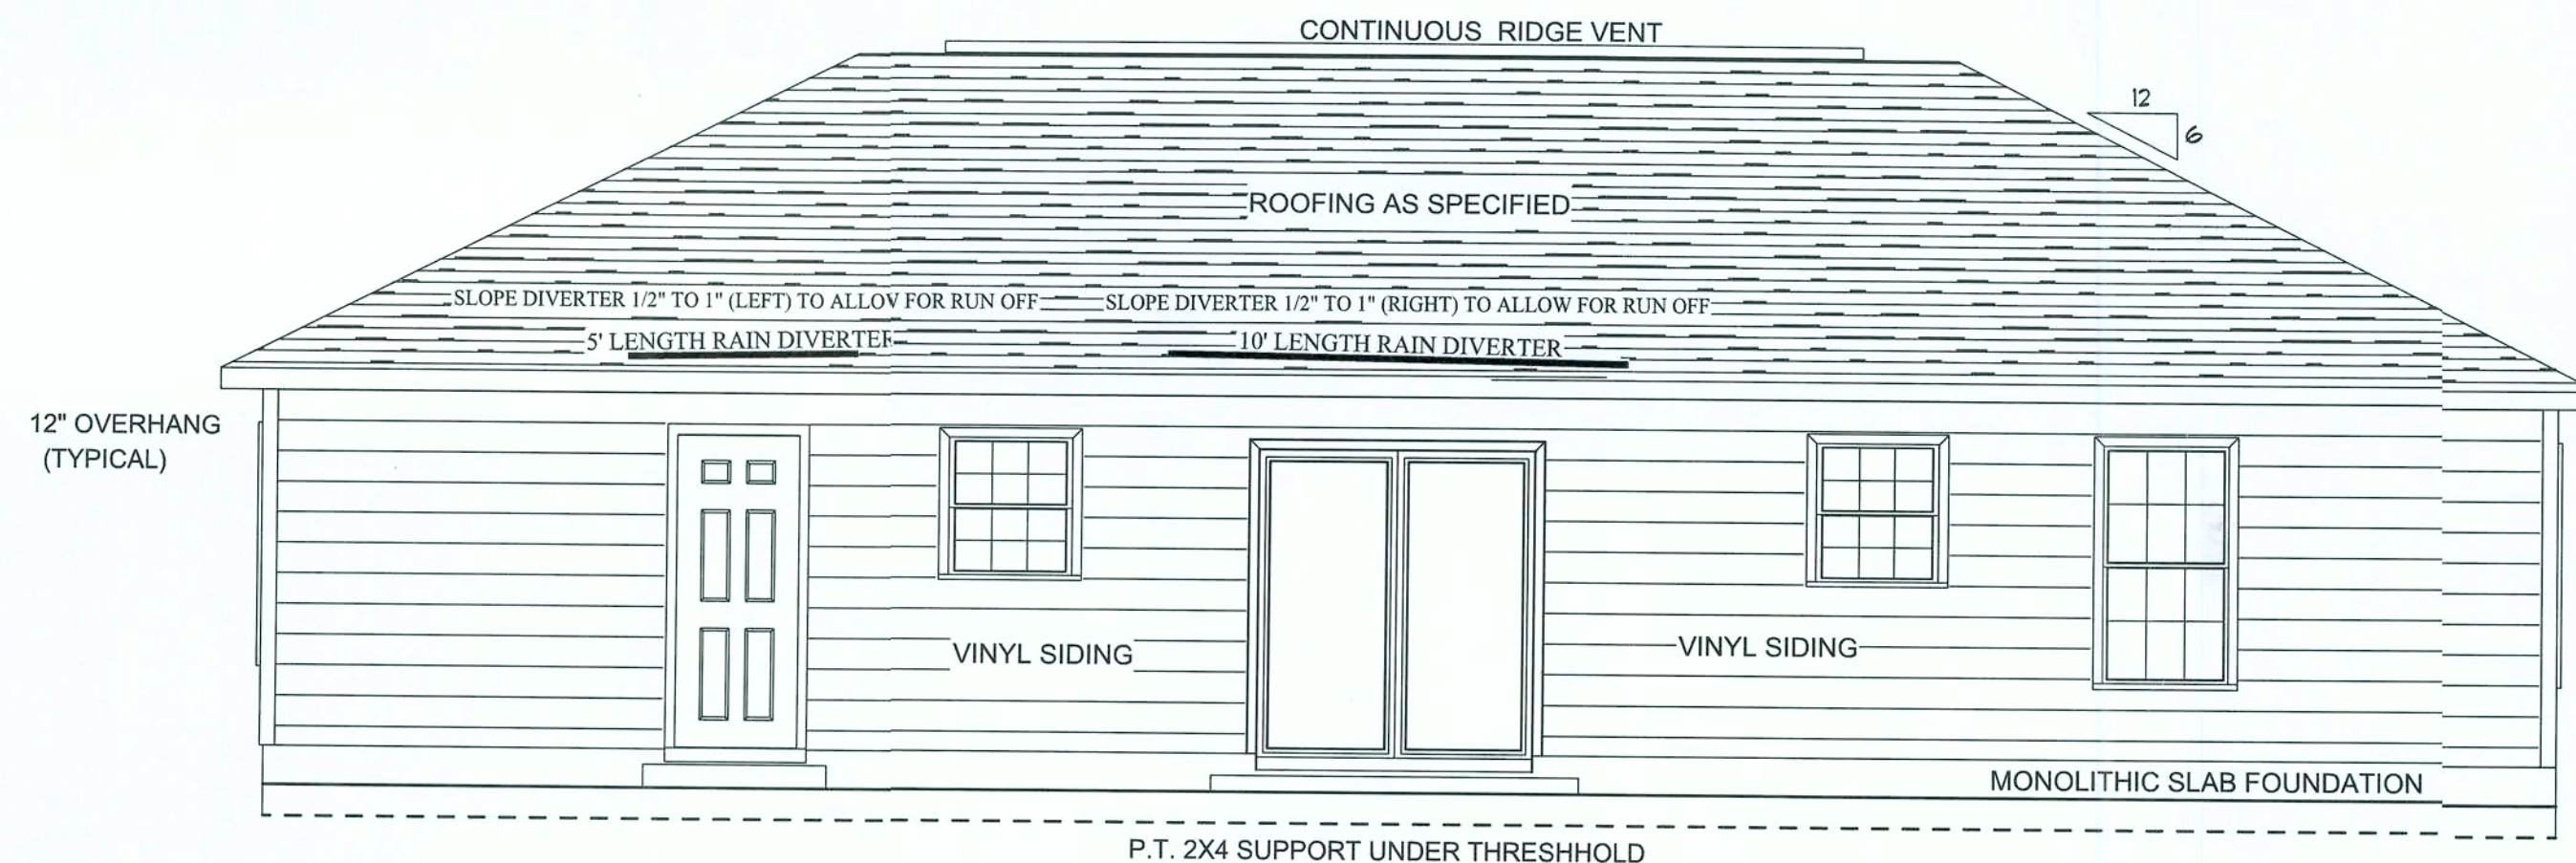 CONTINUOUS RIDGE VENT
12
6
ROOFING AS SPECIFIED
SLOPE DIVERTER 1/2" TO 1" (LEFT) TO ALLOW FOR RUN OFF
SLOPE DIVERTER 1/2" TO 1" (RIGHT) TO ALLOW FOR RUN OFF
5' LENGTH RAIN DIVERTER
10' LENGTH RAIN DIVERTER
12" OVERHANG
(TYPICAL)
VINYL SIDING
VINYL SIDING
MONOLITHIC SLAB FOUNDATION
P.T. 2X4 SUPPORT UNDER THRESHHOLD